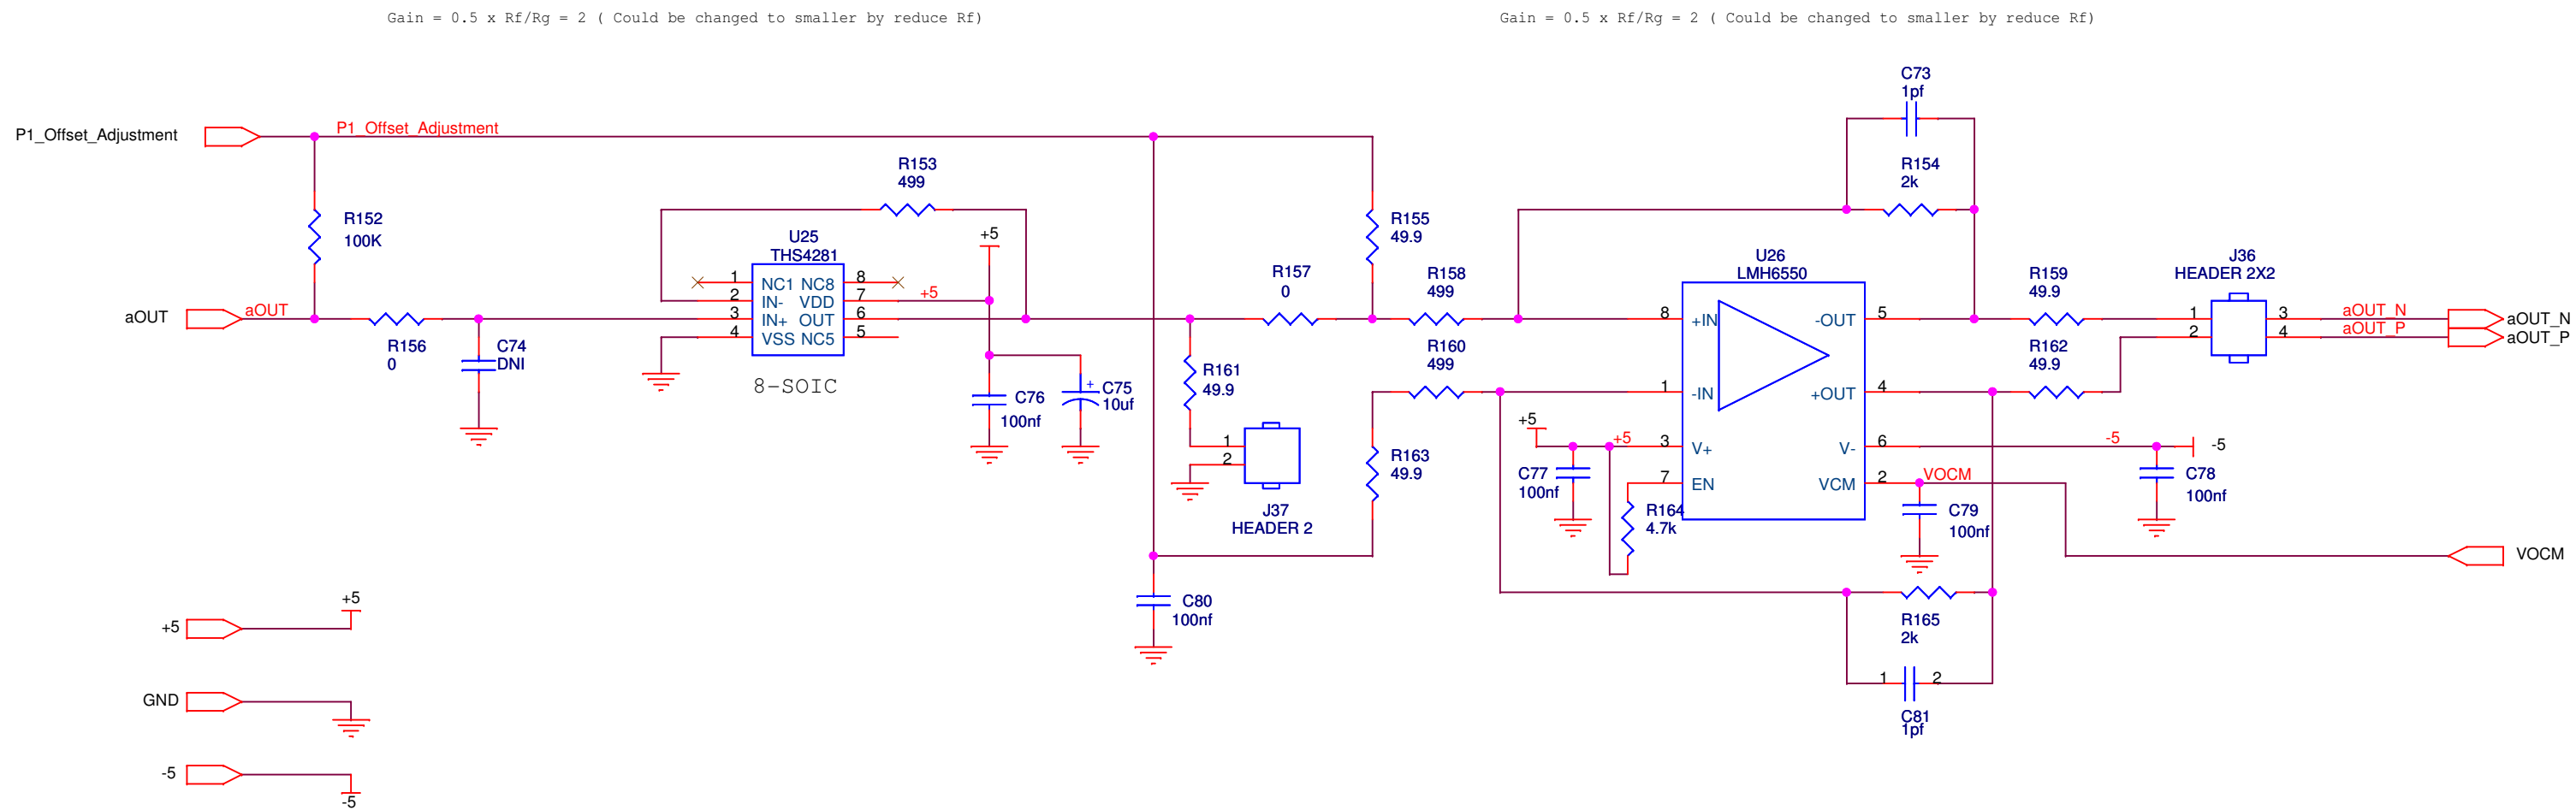 Gain = 0.5 x Rf/Rg = 2 ( Could be changed to smaller by reduce Rf)
Gain = 0.5 x Rf/Rg = 2 ( Could be changed to smaller by reduce Rf)
C73
1pf
P1_Offset_Adjustment
P1_Offset_Adjustment
R153
499
R154
2k
R152
100K
R155
49.9
U25
THS4281
+5
U26
LMH6550
J36
HEADER 2X2
R157
0
R158
499
R159
49.9
1 NC1 NC8 8
2 IN- VDD 7 +5
3 IN+ OUT 6
4 VSS NC5 5
8-SOIC
aOUT
aOUT
R156
0
C74
DNI
8 +IN -OUT 5
1 3 aOUT_N aOUT_N
2 4 aOUT_P aOUT_P
R161
49.9
R160
499
R162
49.9
C76
100nf
+
C75
10uf
1 -IN +OUT 4
+5
+5 3 V+ V- 6 -5 -5
1
2
J37
HEADER 2
R163
49.9
C77
100nf
7 EN VCM 2 VOCM
C78
100nf
R164
4.7k
C79
100nf
VOCM
C80
100nf
R165
2k
1 2
C81
1pf
+5
+5
GND
-5
-5